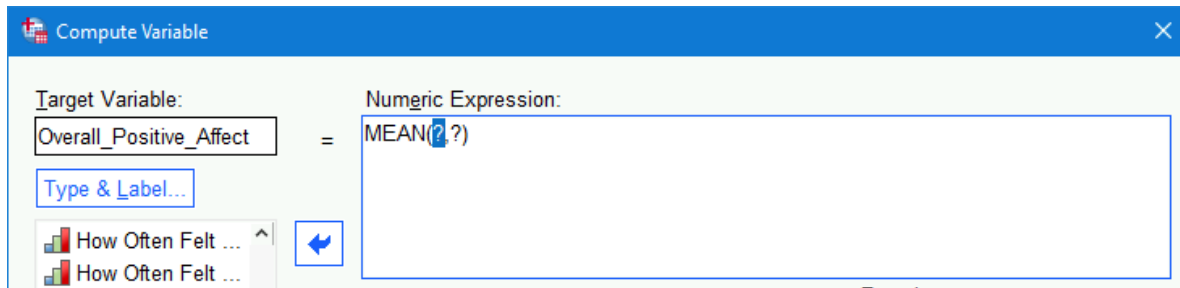 Compute Variable
Target Variable:
Numeric Expression:
Overall_Positive_Affect
=
MEAN(?,?)
Type & Label...
How Often Felt ...
How Often Felt ...